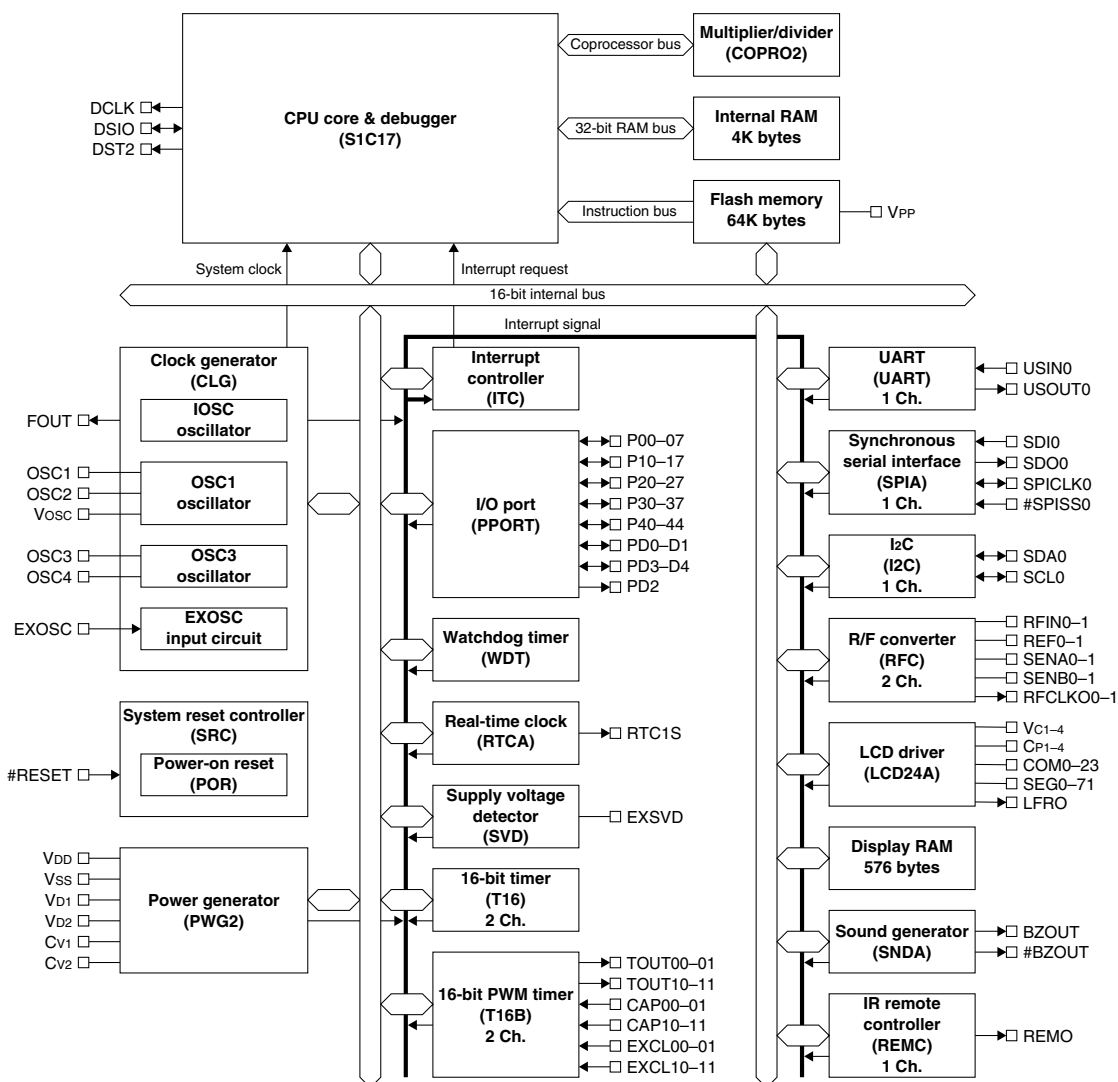 CPU core & debugger
(S1C17)
DCLK
DSIO
DST2
Coprocessor bus
Multiplier/divider
(COPRO2)
32-bit RAM bus
Internal RAM
4K bytes
Instruction bus
Flash memory
64K bytes
VPP
System clock
Interrupt request
16-bit internal bus
Interrupt signal
Clock generator
(CLG)
IOSC
oscillator
FOUT
OSC1
OSC2
VOSC
OSC1
oscillator
OSC3
OSC4
OSC3
oscillator
EXOSC
EXOSC
input circuit
System reset controller
(SRC)
#RESET
Power-on reset
(POR)
VDD
VSS
VD1
VD2
CV1
CV2
Power generator
(PWG2)
Interrupt
controller
(ITC)
I/O port
(PPORT)
P00–07
P10–17
P20–27
P30–37
P40–44
PD0–D1
PD3–D4
PD2
Watchdog timer
(WDT)
Real-time clock
(RTCA)
RTC1S
Supply voltage
detector
(SVD)
EXSVD
16-bit timer
(T16)
2 Ch.
16-bit PWM timer
(T16B)
2 Ch.
TOUT00–01
TOUT10–11
CAP00–01
CAP10–11
EXCL00–01
EXCL10–11
UART
(UART)
1 Ch.
USIN0
USOUT0
Synchronous
serial interface
(SPIA)
1 Ch.
SDI0
SDO0
SPICLK0
#SPISS0
I2C
(I2C)
1 Ch.
SDA0
SCL0
R/F converter
(RFC)
2 Ch.
RFIN0–1
REF0–1
SENA0–1
SENB0–1
RFCLKO0–1
LCD driver
(LCD24A)
VC1–4
CP1–4
COM0–23
SEG0–71
LFRO
Display RAM
576 bytes
Sound generator
(SNDA)
BZOUT
#BZOUT
IR remote
controller
(REMC)
1 Ch.
REMO